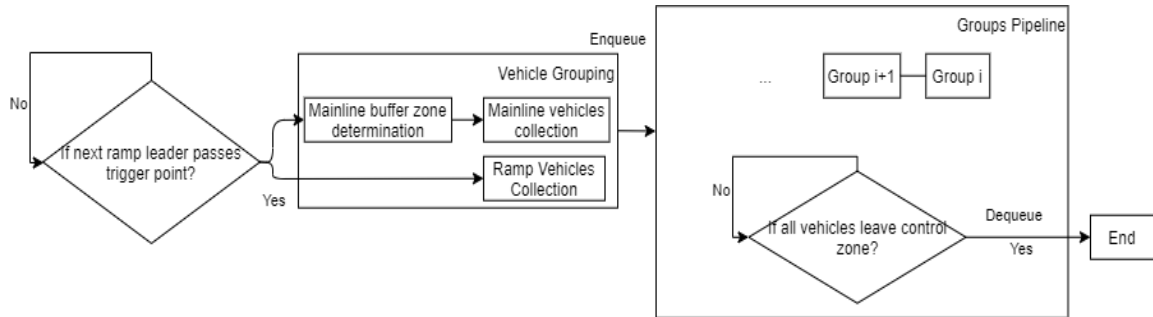 No
If next ramp leader passes
trigger point?
Yes
Vehicle Grouping
Mainline buffer zone
determination
Mainline vehicles
collection
Ramp Vehicles
Collection
Enqueue
Groups Pipeline
...
Group i+1
Group i
No
If all vehicles leave control
zone?
Dequeue
Yes
End